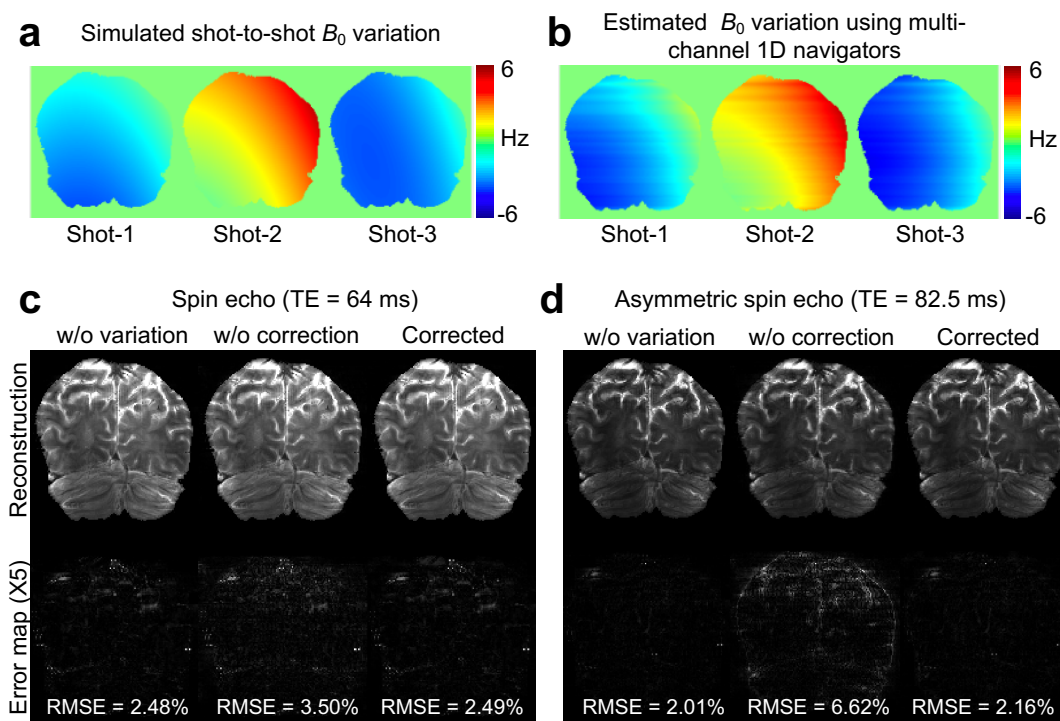 a
Simulated shot-to-shot B0 variation
6
Hz
-6
Shot-1
Shot-2
Shot-3
b
Estimated B0 variation using multi-
channel 1D navigators
6
Hz
-6
Shot-1
Shot-2
Shot-3
c
Spin echo (TE = 64 ms)
w/o variation
w/o correction
Corrected
Reconstruction
Error map (X5)
RMSE = 2.48%
RMSE = 3.50%
RMSE = 2.49%
d
Asymmetric spin echo (TE = 82.5 ms)
w/o variation
w/o correction
Corrected
RMSE = 2.01%
RMSE = 6.62%
RMSE = 2.16%